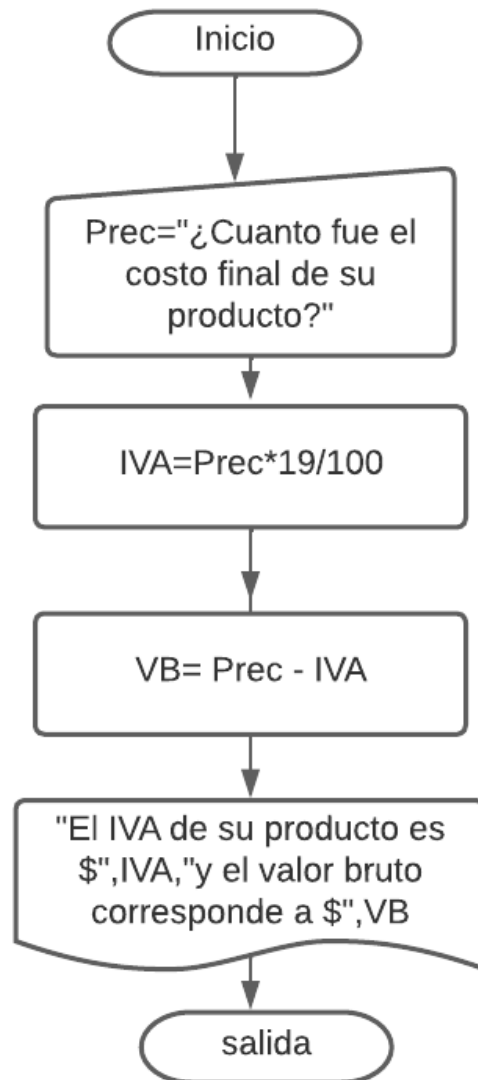 Inicio
Prec="¿Cuanto fue el
costo final de su
producto?"
IVA=Prec*19/100
VB= Prec - IVA
"El IVA de su producto es
$",IVA,"y el valor bruto
corresponde a $",VB
salida